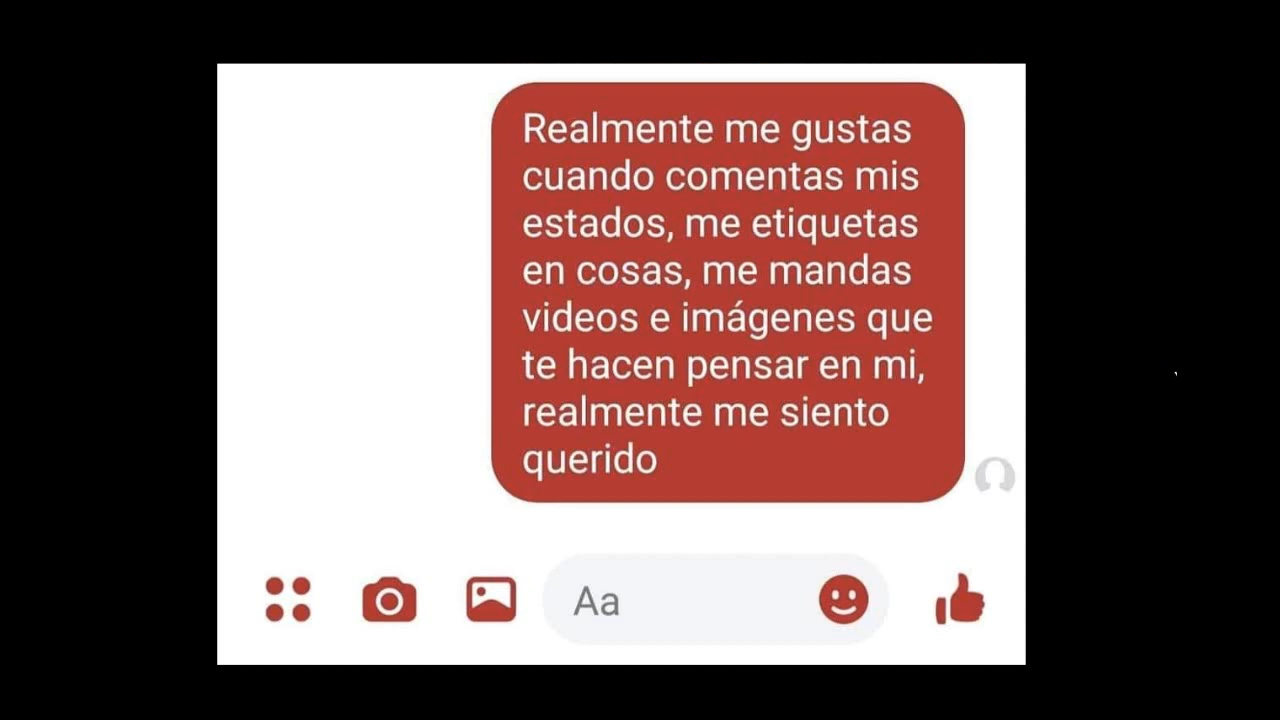 Realmente me gustas
cuando comentas mis
estados, me etiquetas
en cosas, me mandas
videos e imágenes que
te hacen pensar en mi,
realmente me siento
querido
Aa